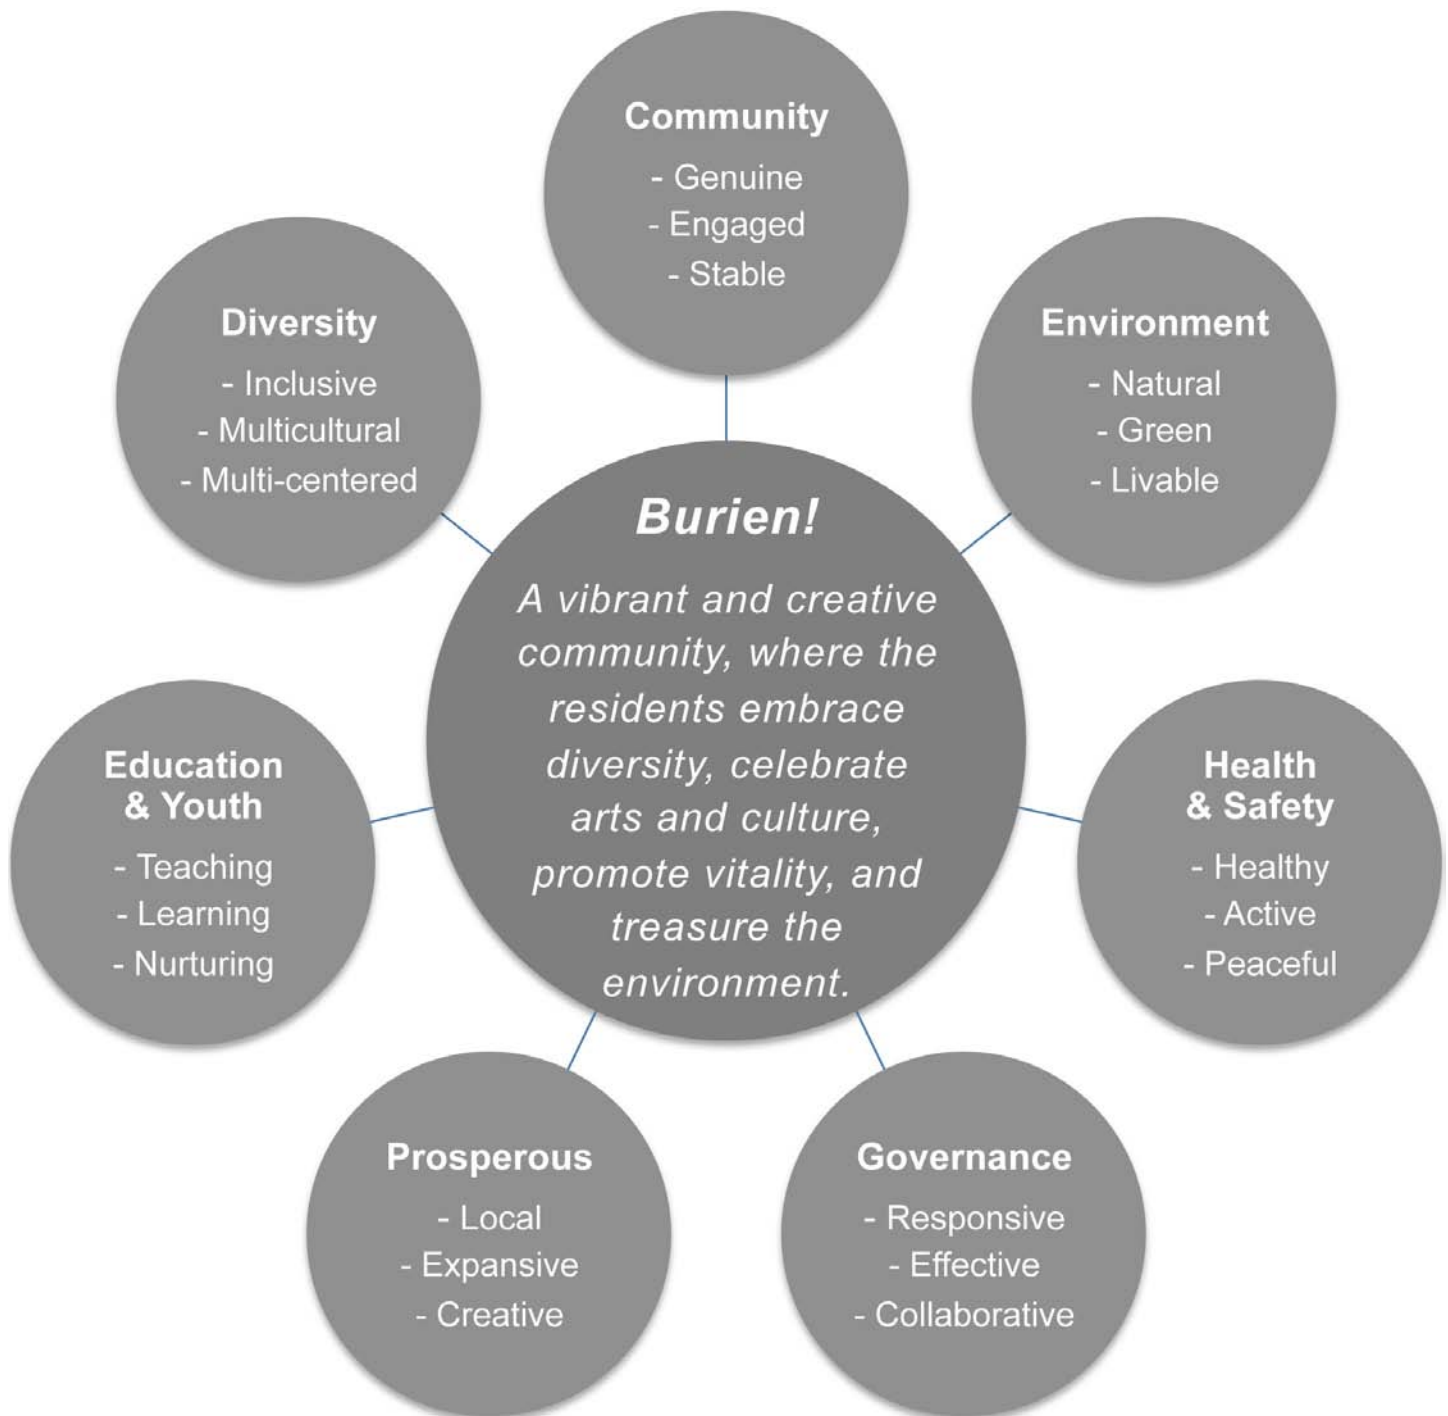 Community
- Genuine
- Engaged
- Stable
Environment
- Natural
- Green
- Livable
Health
& Safety
- Healthy
- Active
- Peaceful
Governance
- Responsive
- Effective
- Collaborative
Prosperous
- Local
- Expansive
- Creative
Education
& Youth
- Teaching
- Learning
- Nurturing
Diversity
- Inclusive
- Multicultural
- Multi-centered
Burien!
A vibrant and creative
community, where the
residents embrace
diversity, celebrate
arts and culture,
promote vitality, and
treasure the
environment.